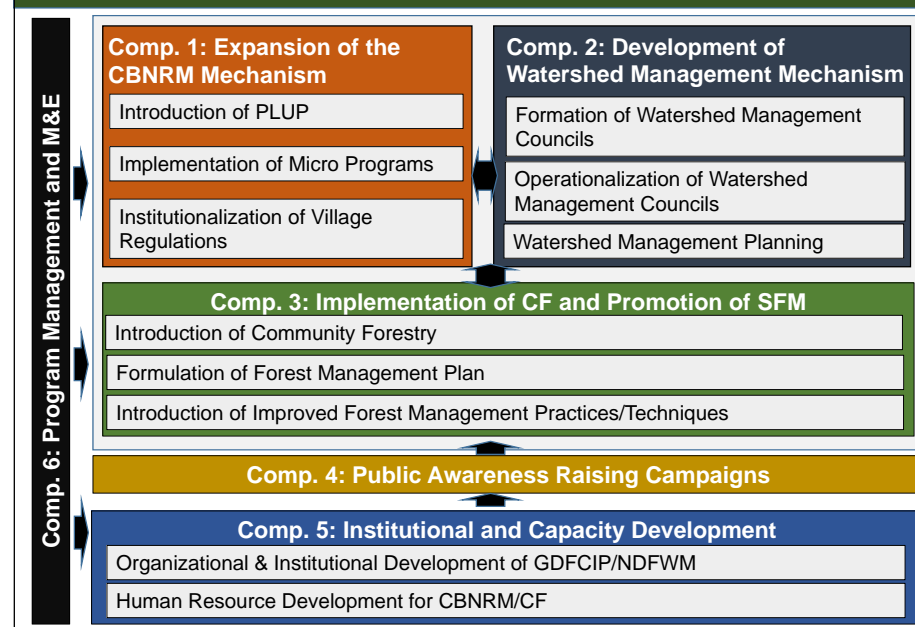 Comp. 6: Program Management and M&E
Comp. 1: Expansion of the
CBNRM Mechanism
Introduction of PLUP
Implementation of Micro Programs
Institutionalization of Village
Regulations
Comp. 2: Development of
Watershed Management Mechanism
Formation of Watershed Management
Councils
Operationalization of Watershed
Management Councils
Watershed Management Planning
Comp. 3: Implementation of CF and Promotion of SFM
Introduction of Community Forestry
Formulation of Forest Management Plan
Introduction of Improved Forest Management Practices/Techniques
Comp. 4: Public Awareness Raising Campaigns
Comp. 5: Institutional and Capacity Development
Organizational & Institutional Development of GDFCIP/NDFWM
Human Resource Development for CBNRM/CF